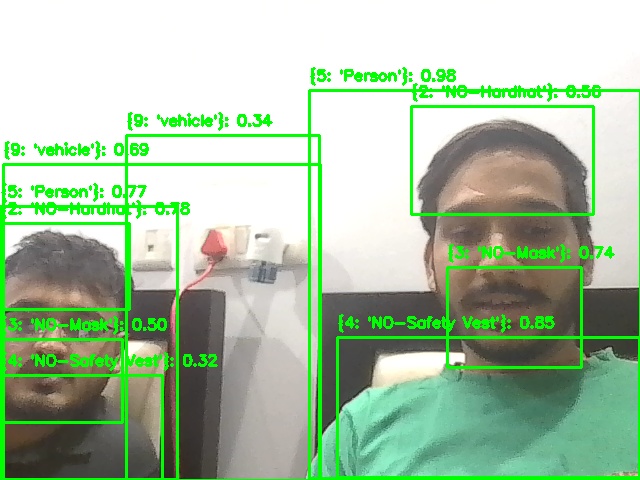 {5: 'Person'}: 0.98
{2: 'NO-Hardhat'}: 0.56
{9: 'vehicle'}: 0.34
{9: 'vehicle'}: 0.69
{5: 'Person'}: 0.77
{2: 'NO-Hardhat'}: 0.78
{3: 'NO-Mask'}: 0.74
{4: 'NO-Safety Vest'}: 0.85
{3: 'NO-Mask'}: 0.50
{4: 'NO-Safety Vest'}: 0.32